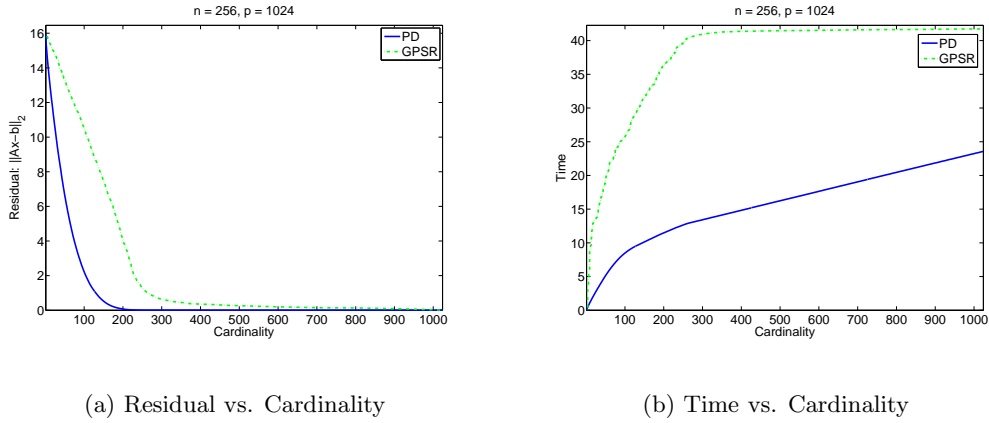 n = 256, p = 1024
16
14
12
10
8
6
4
2
0
Residual: ||Ax−b||2
PD
GPSR
100 200 300 400 500 600 700 800 900 1000
Cardinality
(a) Residual vs. Cardinality
n = 256, p = 1024
40
35
30
25
20
15
10
5
0
Time
PD
GPSR
100 200 300 400 500 600 700 800 900 1000
Cardinality
(b) Time vs. Cardinality